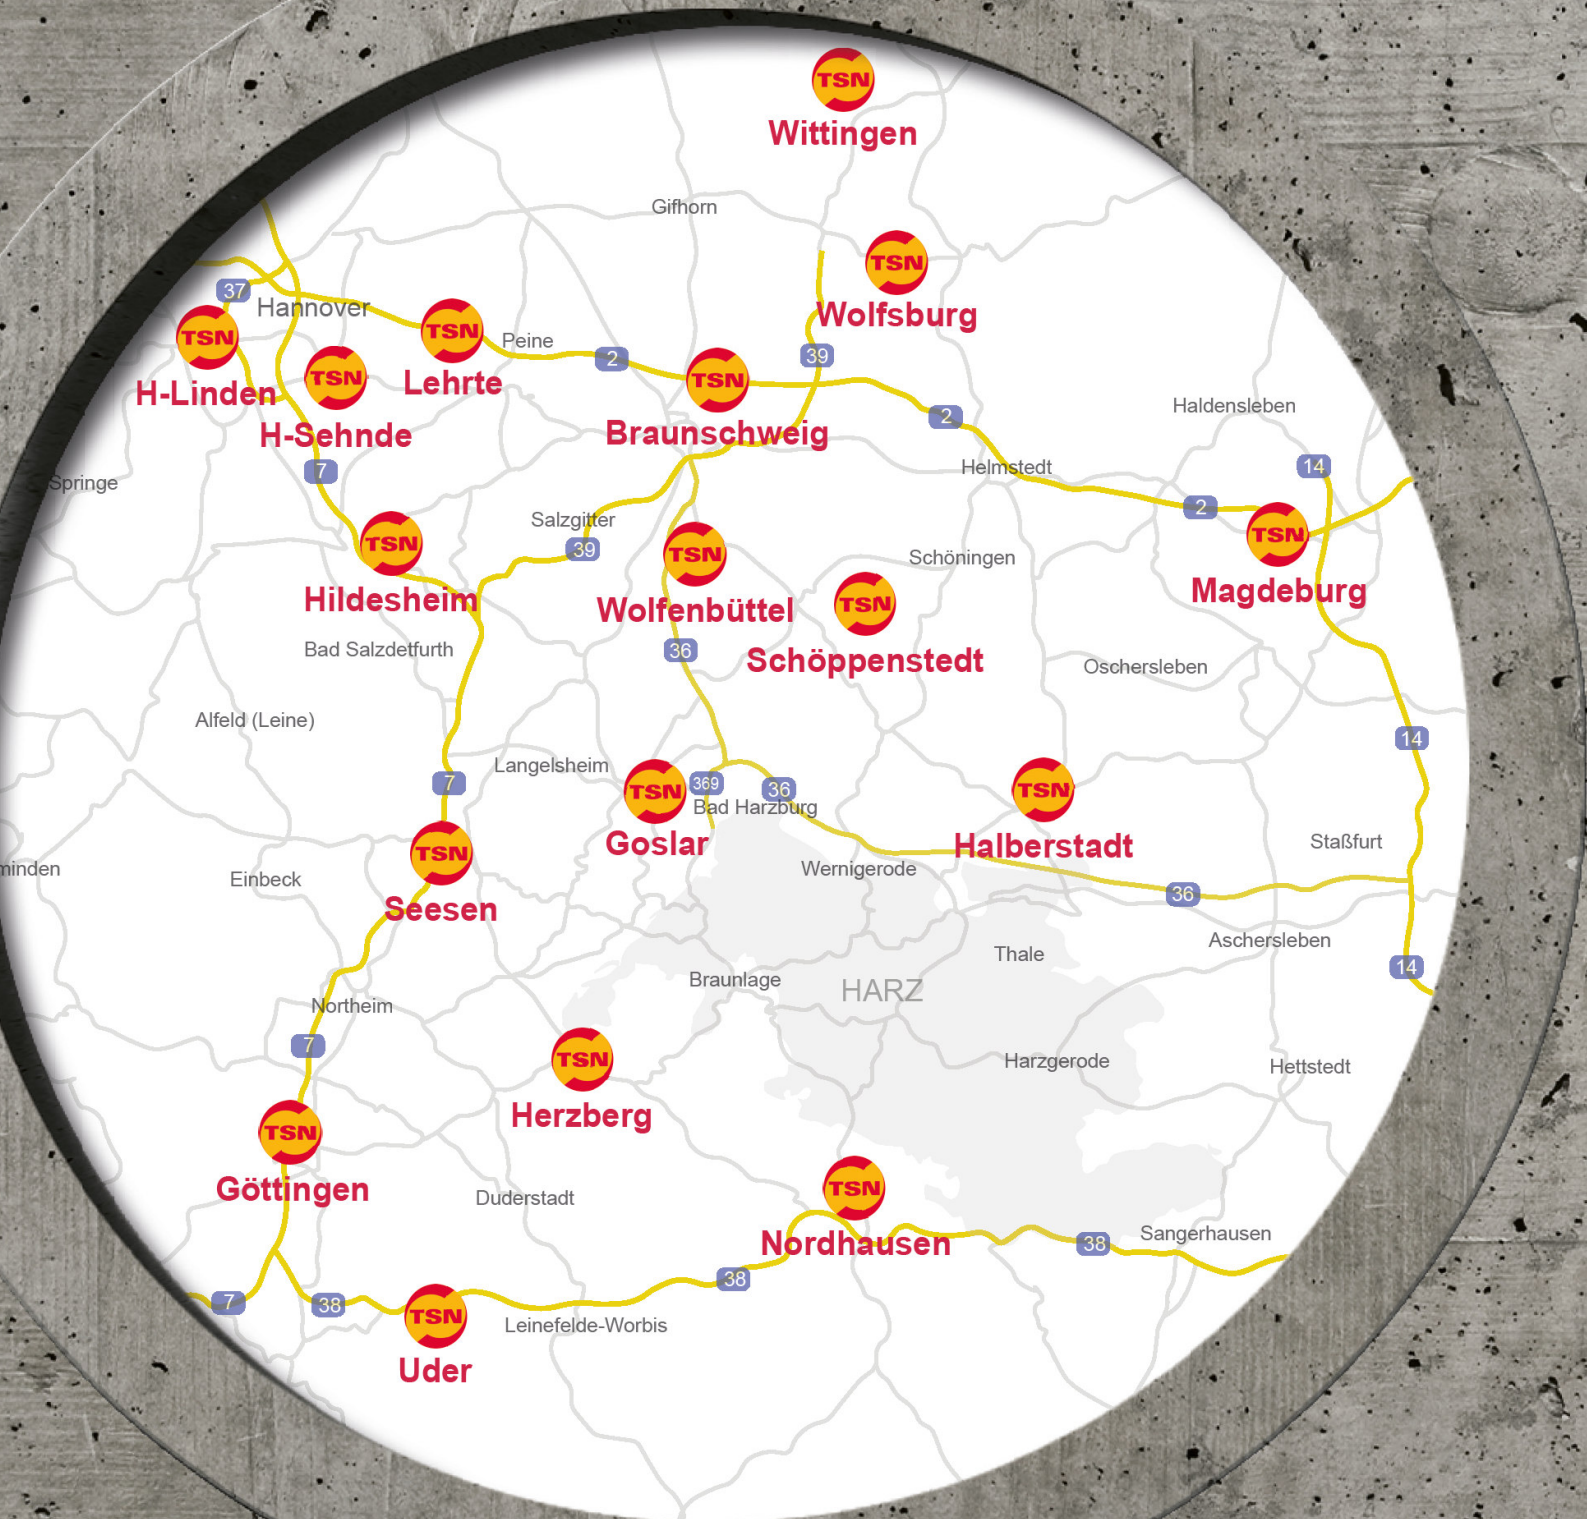 TSN
Wittingen
Gifhorn
TSN
Wolfsburg
37
Hannover
TSN
H-Linden
TSN
H-Sehnde
TSN
Lehrte
Peine
2
39
TSN
Braunschweig
2
Haldensleben
Helmstedt
14
2
TSN
Magdeburg
Springe
7
TSN
Hildesheim
Salzgitter
39
TSN
Wolfenbüttel
36
Schöningen
TSN
Schöppenstedt
Oschersleben
Bad Salzdetfurth
Alfeld (Leine)
14
Langelsheim
7
TSN
Goslar
369
36
Bad Harzburg
TSN
Halberstadt
Staßfurt
minden
Einbeck
TSN
Seesen
Wernigerode
36
Aschersleben
Thale
14
Braunlage
HARZ
Northeim
7
TSN
Herzberg
Harzgerode
Hettstedt
TSN
Göttingen
Duderstadt
TSN
Nordhausen
38
Sangerhausen
38
7
38
TSN
Uder
Leinefelde-Worbis